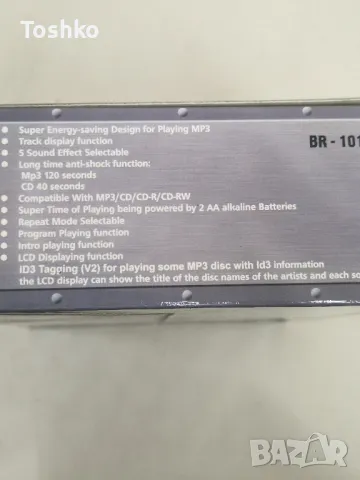 Toshko
Super Energy-saving Design for Playing MP3
Track display function
5 Sound Effect Selectable
Long time anti-shock function:
Mp3 120 seconds
CD 40 seconds
Compatible With MP3/CD/CD-R/CD-RW
Super Time of Playing being powered by 2 AA alkaline Batteries
Repeat Mode Selectable
Program Playing function
Intro playing function
LCD Displaying function
ID3 Tagping (V2) for playing some MP3 disc with Id3 information
the LCD display can show the title of the disc names of the artists and each so
BR - 101
bazar
БГ